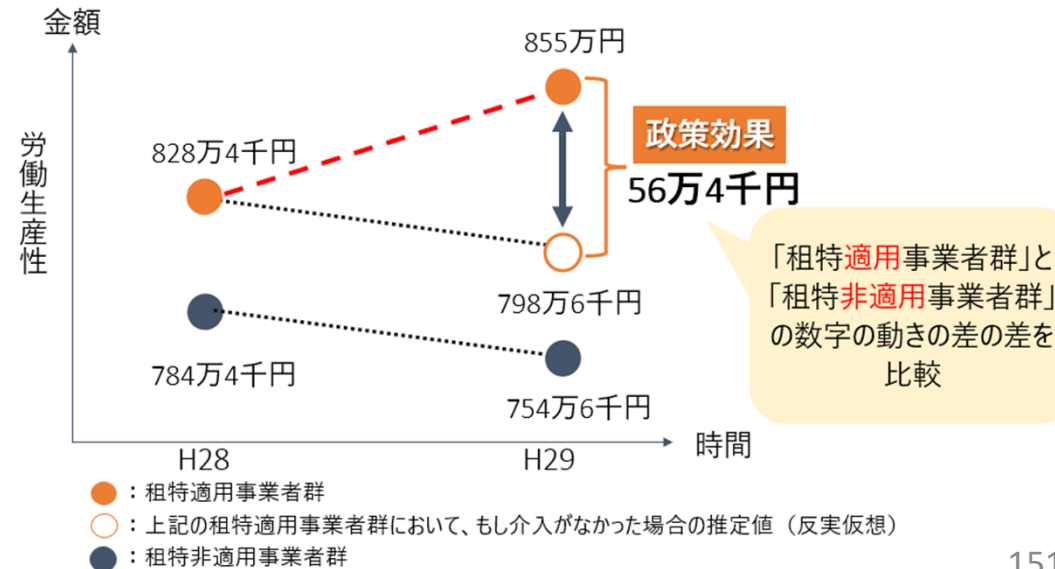 金額
855万円
労働生産性
828万4千円
政策効果
56万4千円
「租特適用事業者群」と
「租特非適用事業者群」
の数字の動きの差の差を
比較
798万6千円
784万4千円
754万6千円
時間
H28
H29
：租特適用事業者群
：上記の租特適用事業者群において、もし介入がなかった場合の推定値（反実仮想）
：租特非適用事業者群
151